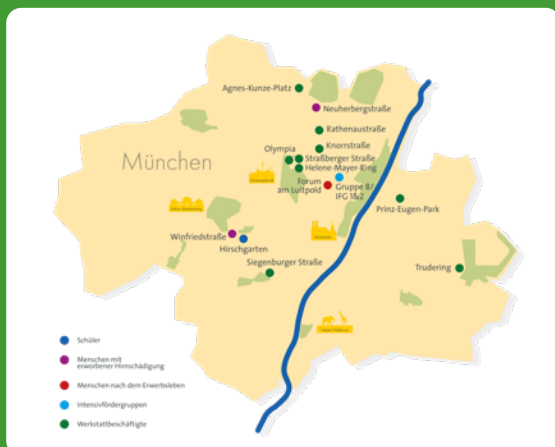 Agnes-Kunze-Platz
Neuherbergstraße
Rathenaustraße
Knorrstraße
Olympia
Straßberger Straße
Helene-Mayer-Ring
München
Forum
am Luitpold
Gruppe 8/
IFG 1&2
Prinz-Eugen-Park
Winfriedstraße
Hirschgarten
Siegenburger Straße
Trudering
Schüler
Menschen mit
erworbener Hirnschädigung
Menschen nach dem Erwerbsleben
Intensivfördergruppen
Werkstattbeschäftigte